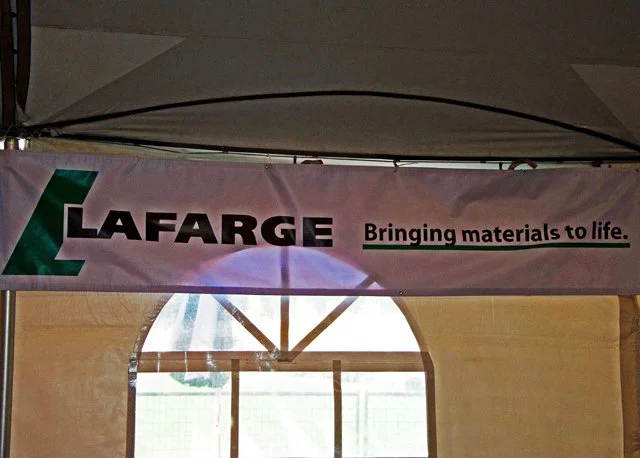 LAFARGE
Bringing materials to life.